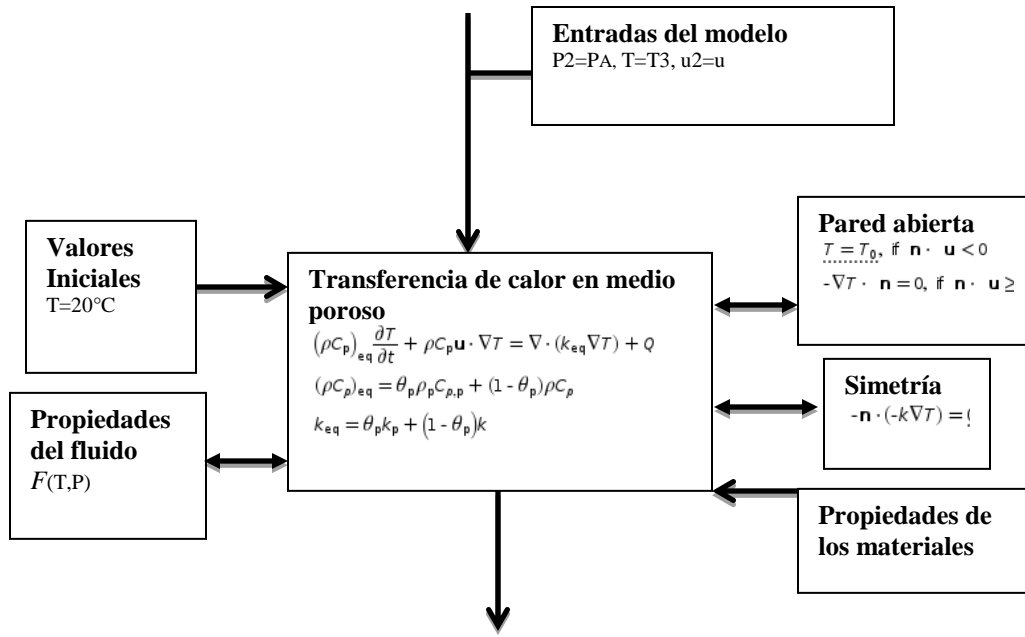 Entradas del modelo
P2=PA, T=T3, u2=u
Valores
Iniciales
T=20°C
Propiedades
del fluido
F(T,P)
Transferencia de calor en medio
poroso
(ρC_p)_eq ∂T/∂t + ρC_p u · ∇T = ∇ · (k_eq ∇T) + Q
(ρC_p)_eq = θ_p ρ_p C_p,p + (1 - θ_p)ρC_p
k_eq = θ_p k_p + (1 - θ_p)k
Pared abierta
T = T_0, if n · u < 0
-∇T · n = 0, if n · u ≥
Simetría
-n · (-k∇T) =
Propiedades de
los materiales